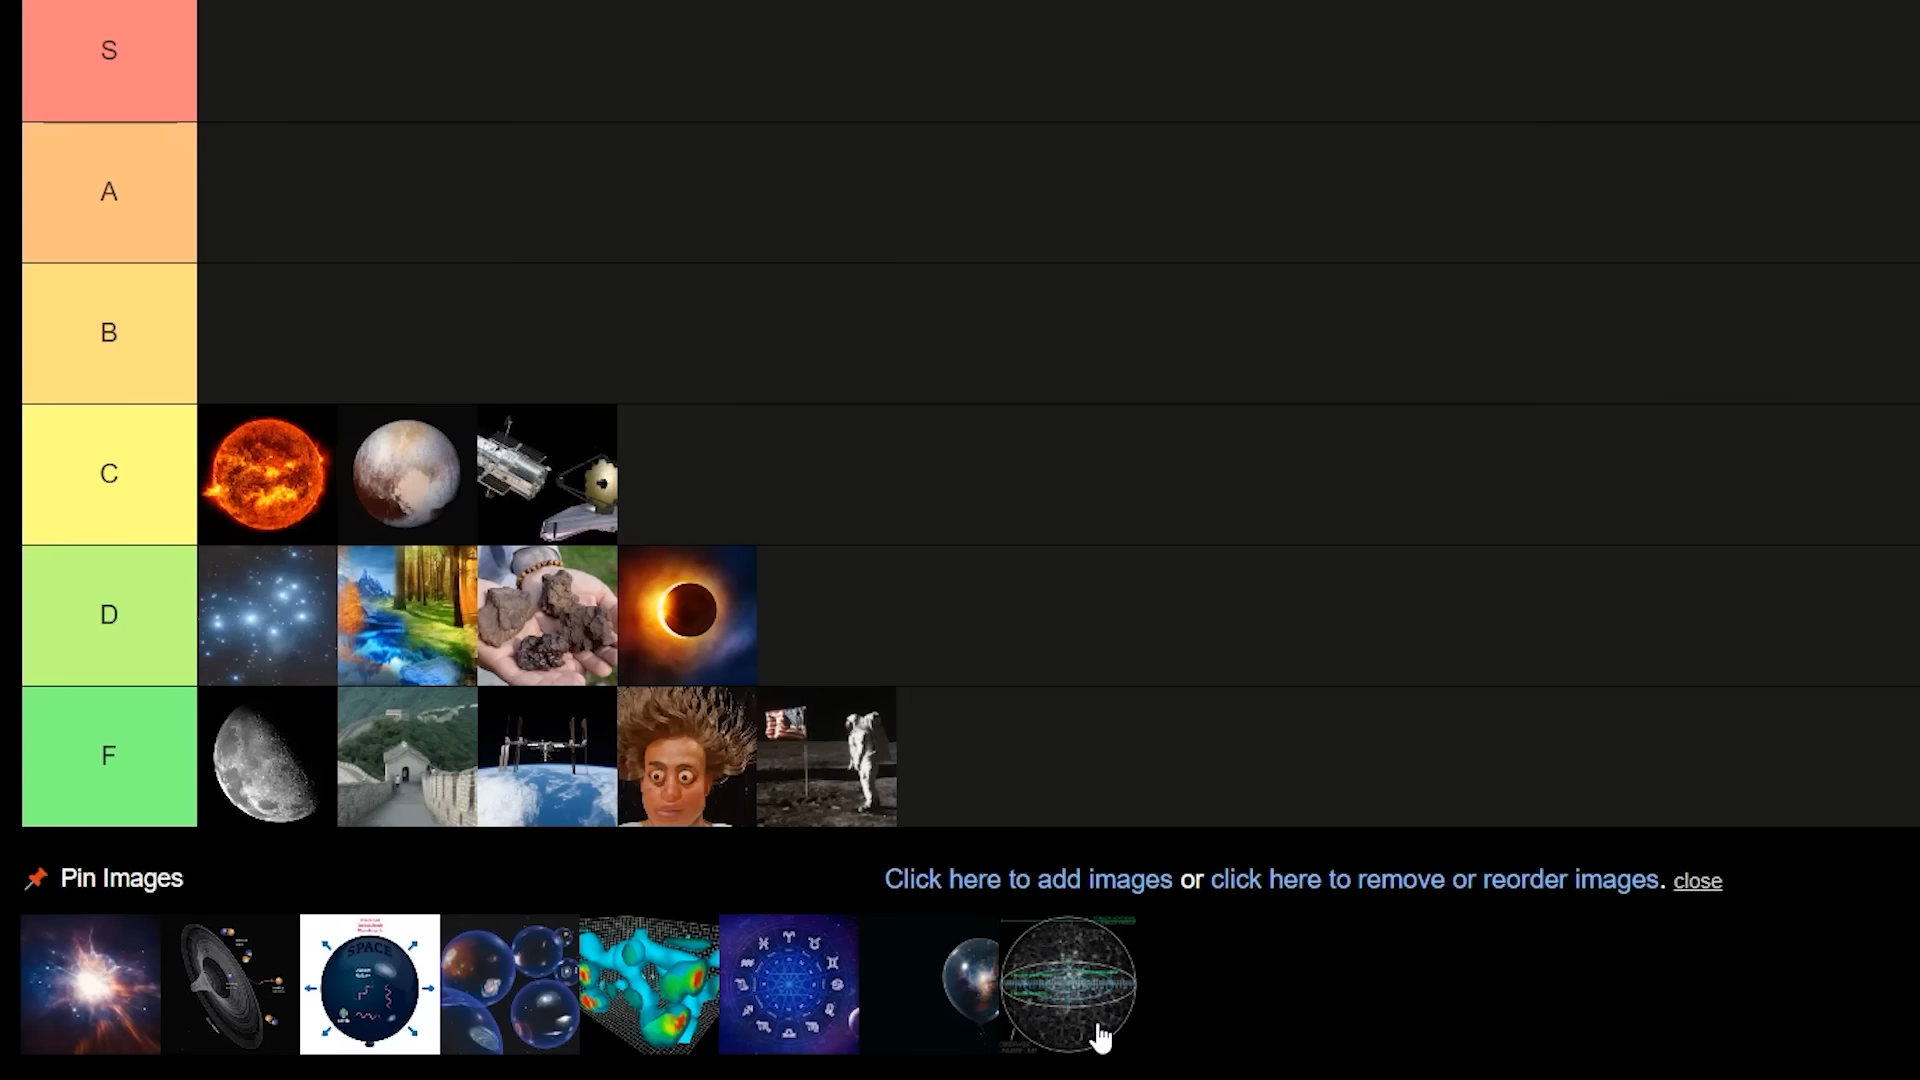 S
A
B
C
D
F
Pin Images
Click here to add images or click here to remove or reorder images. close
SPACE